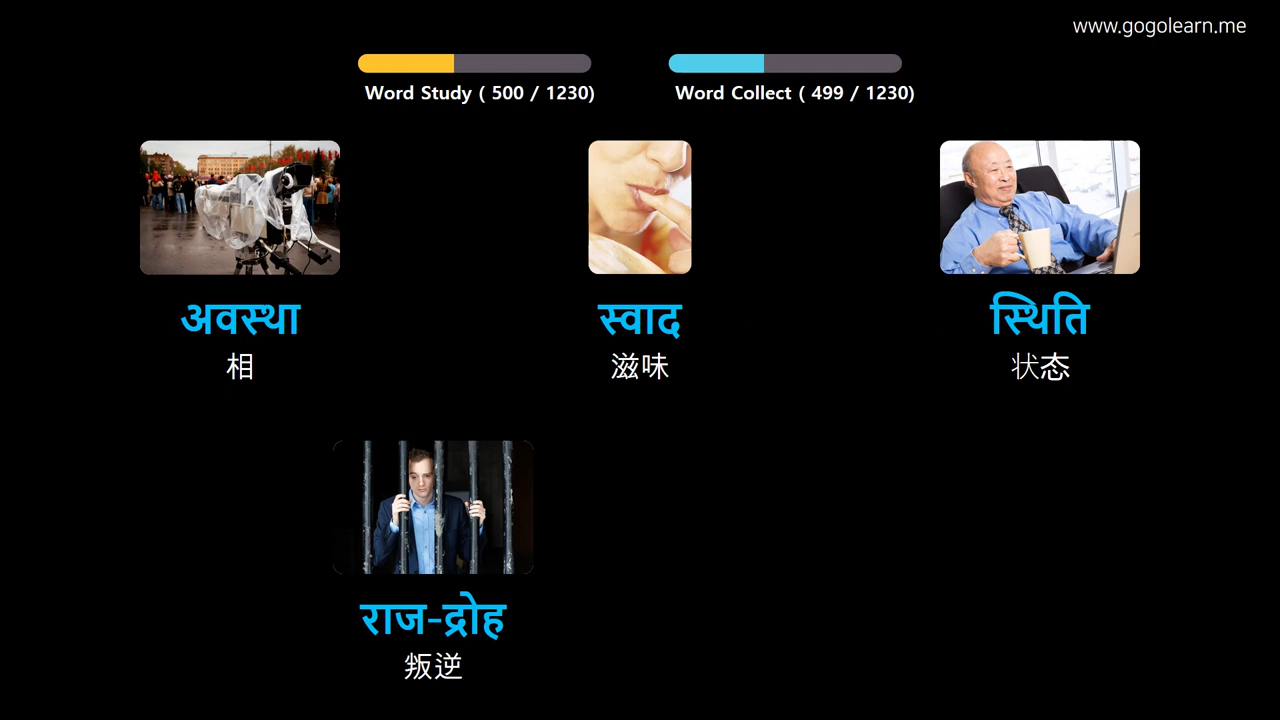 www.gogolearn.me
Word Study ( 500 / 1230)
Word Collect ( 499 / 1230)
अवस्था
相
स्वाद
滋味
स्थिति
状态
राज-द्रोह
叛逆